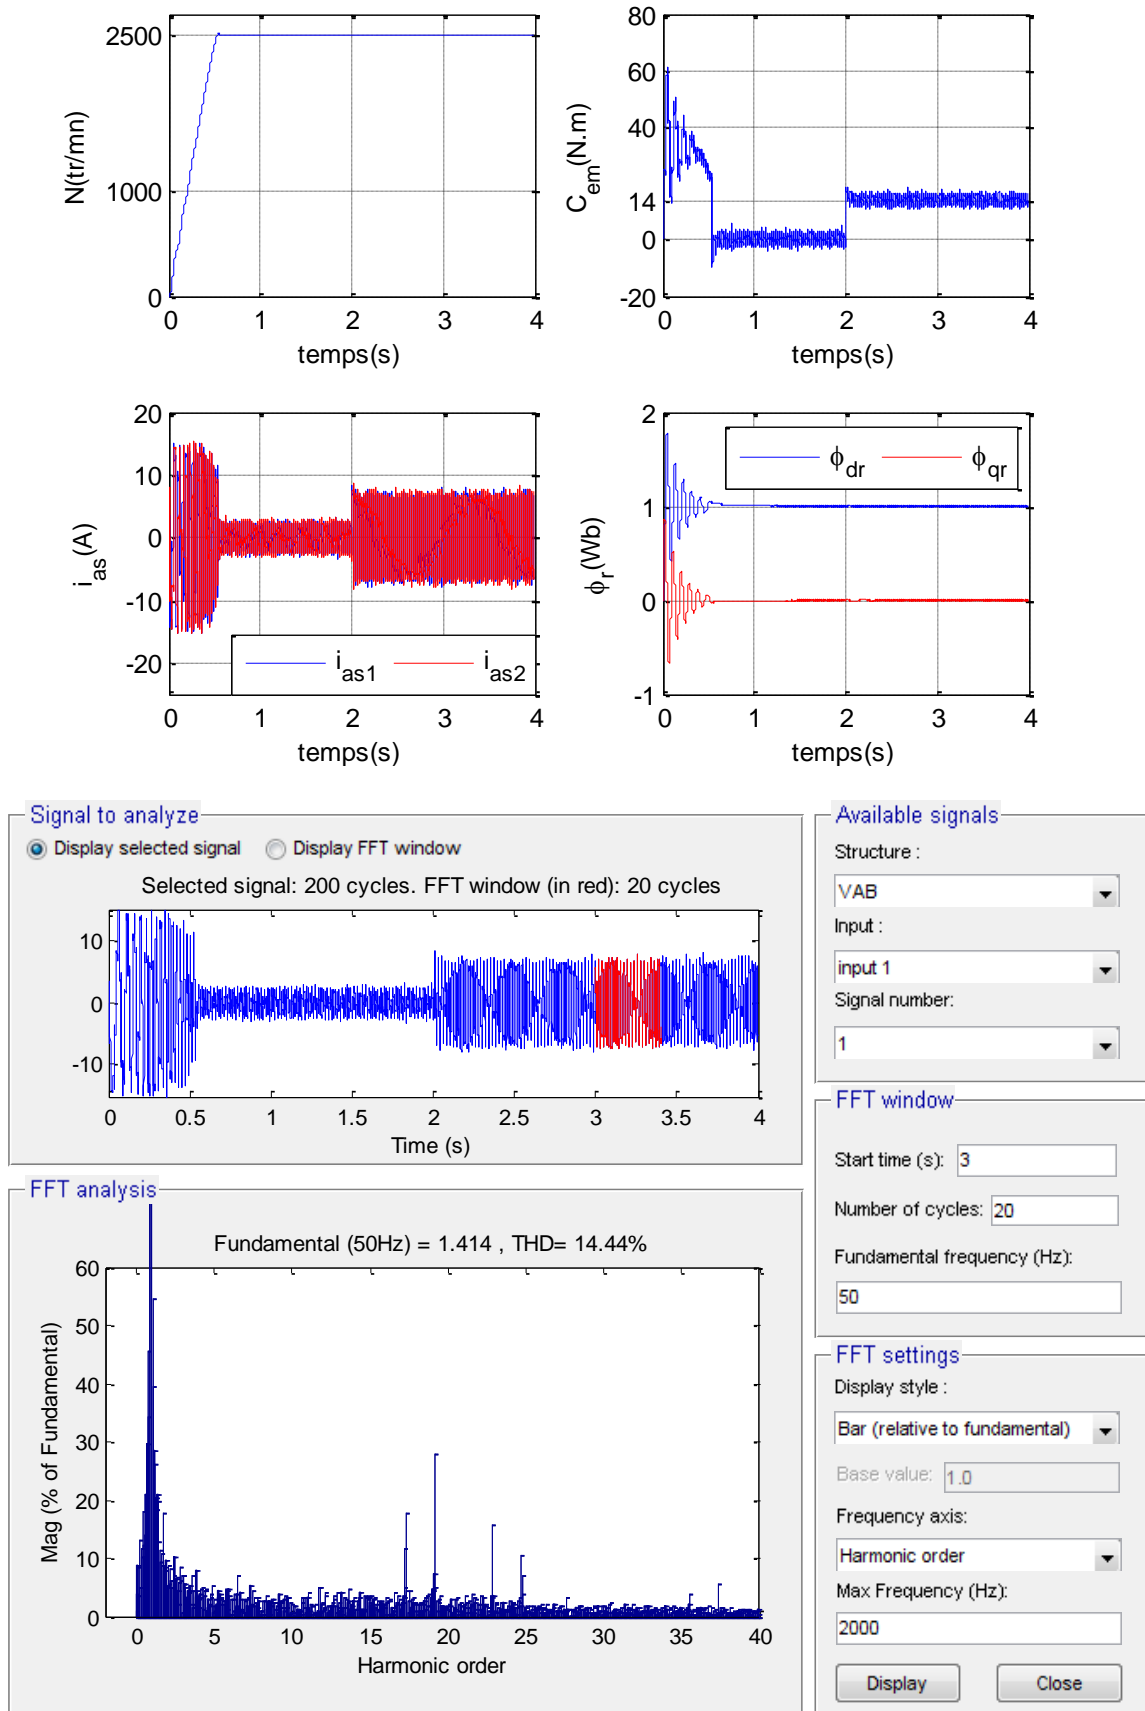 2500
1000
0
N(tr/mn)
0 1 2 3 4
temps(s)
80
60
40
14
0
-20
C_em(N.m)
0 1 2 3 4
temps(s)
20
10
0
-10
-20
i_as(A)
i_as1 i_as2
0 1 2 3 4
temps(s)
2
1
0
-1
ϕ_r(Wb)
ϕ_dr ϕ_qr
0 1 2 3 4
temps(s)
Signal to analyze
Display selected signal Display FFT window
Selected signal: 200 cycles. FFT window (in red): 20 cycles
10
0
-10
0 0.5 1 1.5 2 2.5 3 3.5 4
Time (s)
FFT analysis
Fundamental (50Hz) = 1.414 , THD= 14.44%
60
50
40
30
20
10
0
Mag (% of Fundamental)
0 5 10 15 20 25 30 35 40
Harmonic order
Available signals
Structure :
VAB
Input :
input 1
Signal number:
1
FFT window
Start time (s): 3
Number of cycles: 20
Fundamental frequency (Hz):
50
FFT settings
Display style :
Bar (relative to fundamental)
Base value: 1.0
Frequency axis:
Harmonic order
Max Frequency (Hz):
2000
Display Close